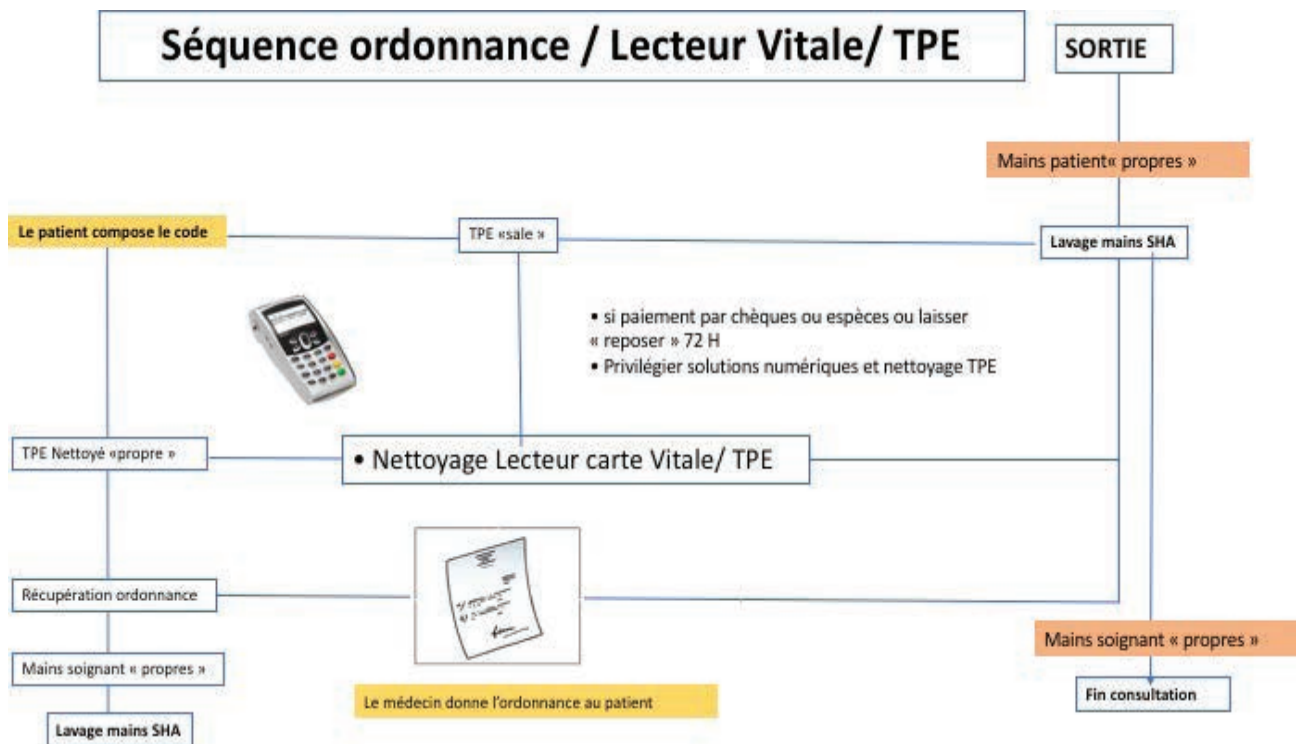 Séquence ordonnance / Lecteur Vitale/ TPE
SORTIE
Mains patient« propres »
Le patient compose le code
TPE «sale »
Lavage mains SHA
• si paiement par chèques ou espèces ou laisser
« reposer » 72 H
• Privilégier solutions numériques et nettoyage TPE
TPE Nettoyé «propre »
• Nettoyage Lecteur carte Vitale/ TPE
Récupération ordonnance
Mains soignant « propres »
Mains soignant « propres »
Le médecin donne l'ordonnance au patient
Fin consultation
Lavage mains SHA